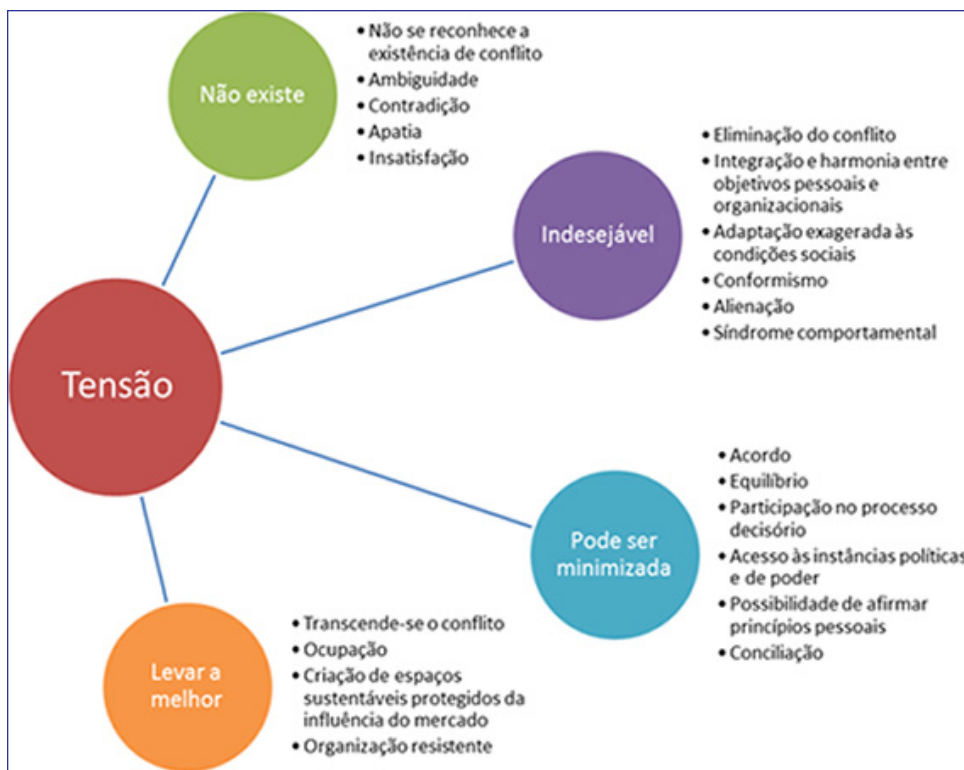 Tensão
Não existe
• Não se reconhece a
existência de conflito
• Ambiguidade
• Contradição
• Apatia
• Insatisfação
Indesejável
• Eliminação do conflito
• Integração e harmonia entre
objetivos pessoais e
organizacionais
• Adaptação exagerada às
condições sociais
• Conformismo
• Alienação
• Síndrome comportamental
Pode ser
minimizada
• Acordo
• Equilíbrio
• Participação no processo
decisório
• Acesso às instâncias políticas
e de poder
• Possibilidade de afirmar
princípios pessoais
• Conciliação
Levar a
melhor
• Transcende-se o conflito
• Ocupação
• Criação de espaços
sustentáveis protegidos da
influência do mercado
• Organização resistente